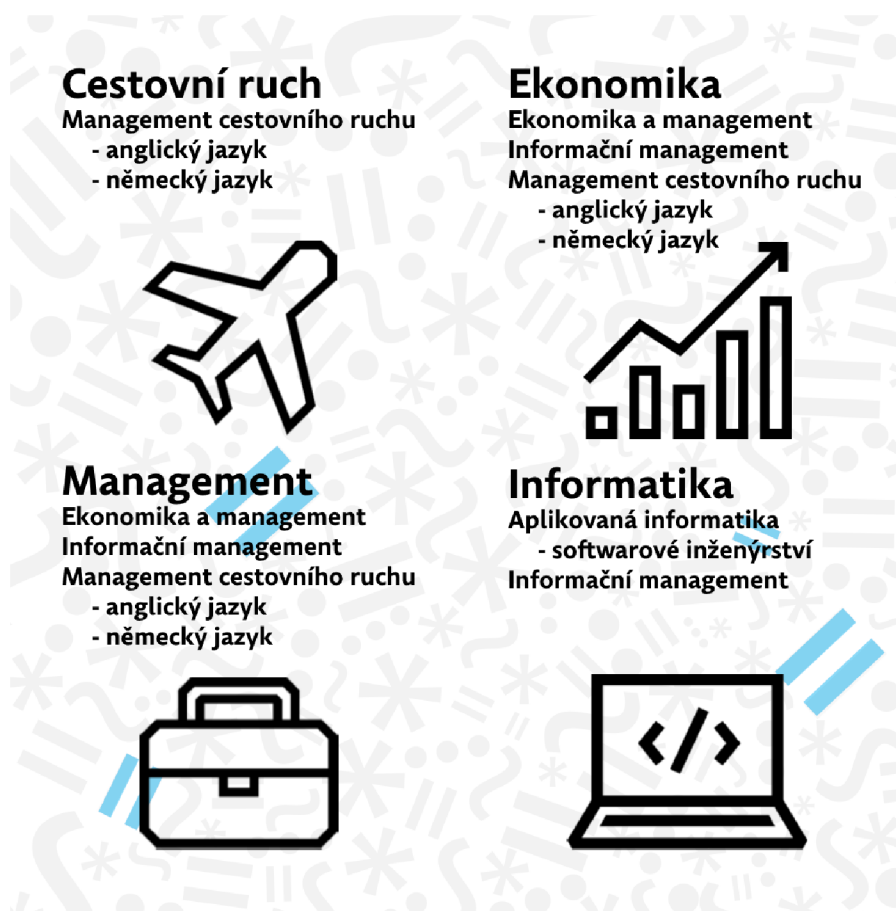 Cestovní ruch
Management cestovního ruchu
- anglický jazyk
- německý jazyk
Ekonomika
Ekonomika a management
Informační management
Management cestovního ruchu
- anglický jazyk
- německý jazyk
Management
Ekonomika a management
Informační management
Management cestovního ruchu
- anglický jazyk
- německý jazyk
Informatika
Aplikovaná informatika
- softwarové inženýrství
Informační management